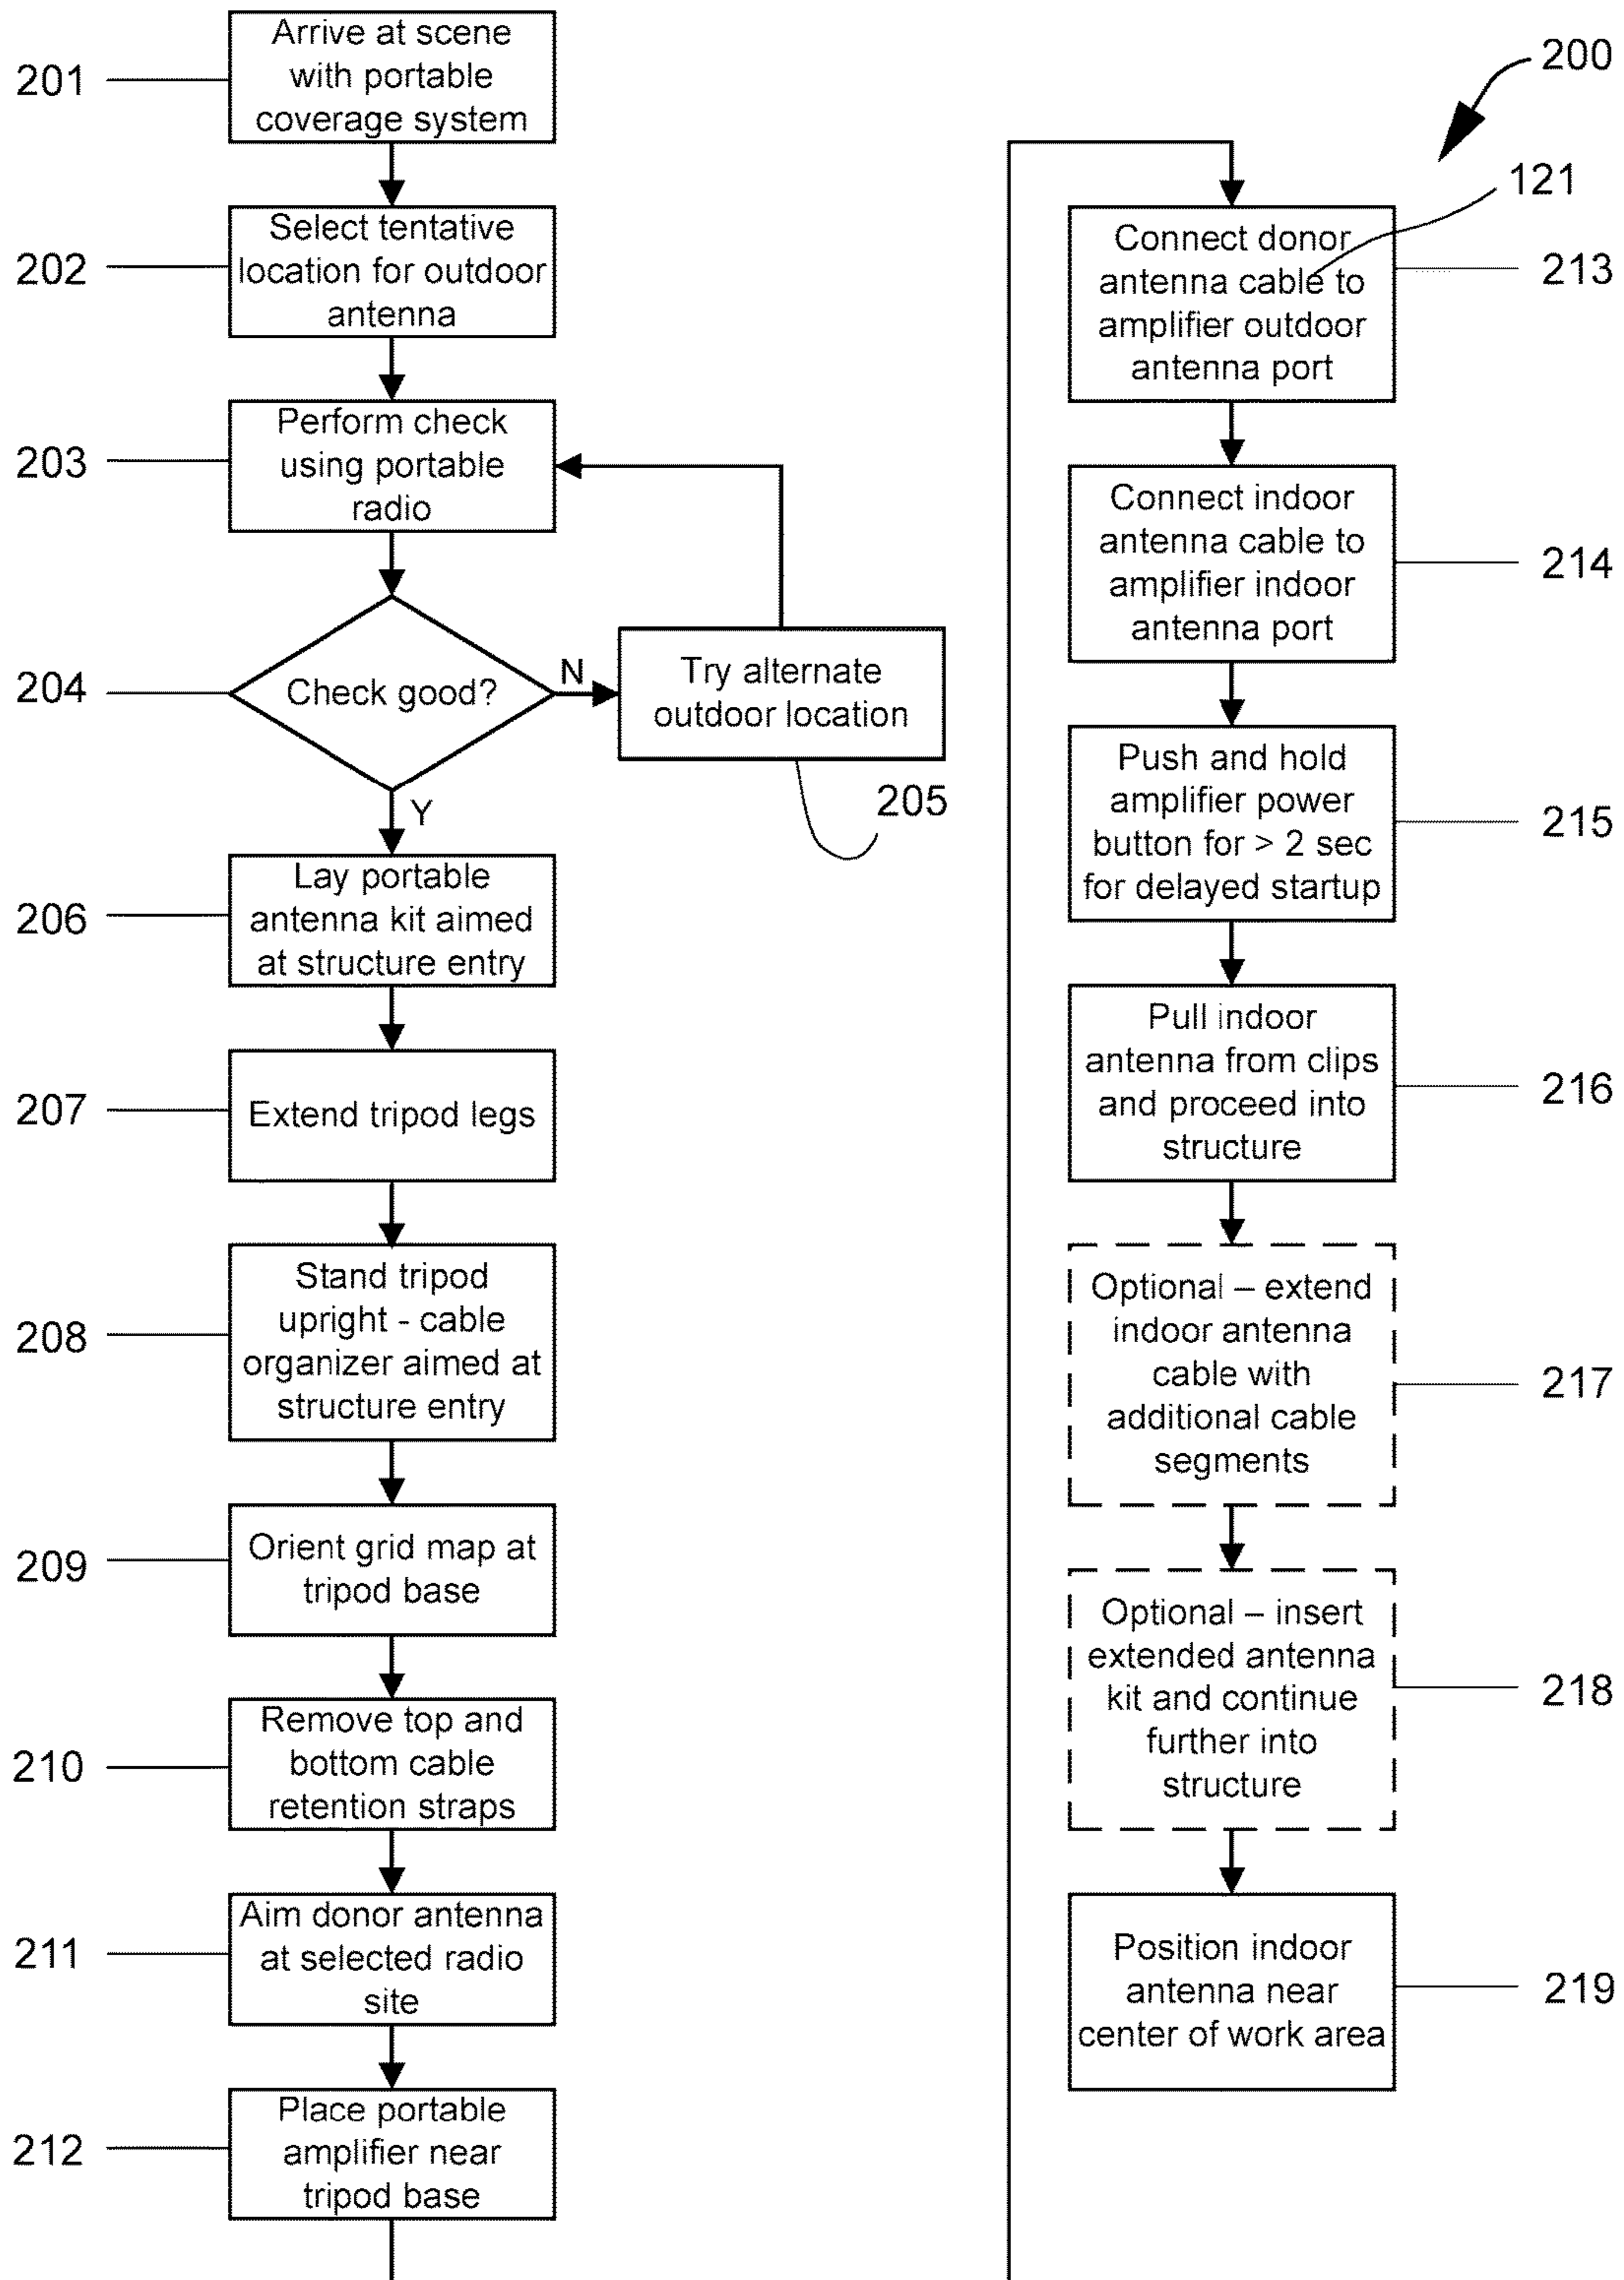 201
Arrive at scene
with portable
coverage system
202
Select tentative
location for outdoor
antenna
203
Perform check
using portable
radio
204
Check good?
N
Y
Try alternate
outdoor location
205
206
Lay portable
antenna kit aimed
at structure entry
207
Extend tripod legs
208
Stand tripod
upright - cable
organizer aimed at
structure entry
209
Orient grid map at
tripod base
210
Remove top and
bottom cable
retention straps
211
Aim donor antenna
at selected radio
site
212
Place portable
amplifier near
tripod base
200
121
Connect donor
antenna cable to
amplifier outdoor
antenna port
213
Connect indoor
antenna cable to
amplifier indoor
antenna port
214
Push and hold
amplifier power
button for > 2 sec
for delayed startup
215
Pull indoor
antenna from clips
and proceed into
structure
216
Optional – extend
indoor antenna
cable with
additional cable
segments
217
Optional – insert
extended antenna
kit and continue
further into
structure
218
Position indoor
antenna near
center of work area
219